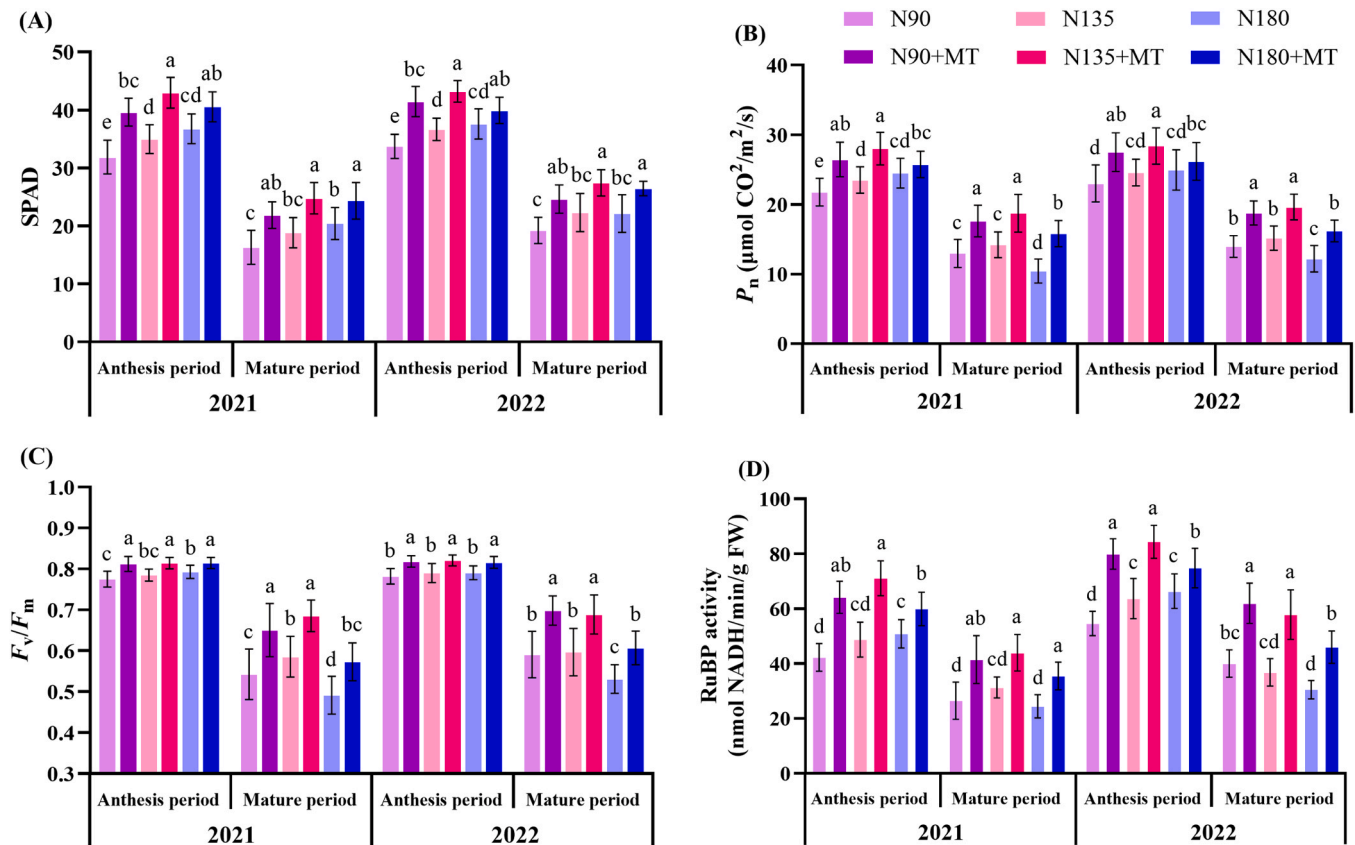 (A)
SPAD
50
40
30
20
10
0
e bc d a cd ab
c ab bc a b a
e bc d a cd ab
c ab bc a bc a
Anthesis period Mature period Anthesis period Mature period
2021 2022
N90 N135 N180
N90+MT N135+MT N180+MT
(B)
Pn (μmol CO²/m²/s)
40
30
20
10
0
e ab d a cd bc
c a c a d b
d ab cd a cd bc
b a b a c b
Anthesis period Mature period Anthesis period Mature period
2021 2022
(C)
Fv/Fm
1.0
0.9
0.8
0.7
0.6
0.5
0.4
0.3
c a bc a b a
c a b a d bc
b a b a b a
b a b a c b
Anthesis period Mature period Anthesis period Mature period
2021 2022
(D)
RuBP activity
(nmol NADH/min/g FW)
100
80
60
40
20
0
d ab cd a c b
d ab cd a d a
d a c a c b
bc a cd a d b
Anthesis period Mature period Anthesis period Mature period
2021 2022